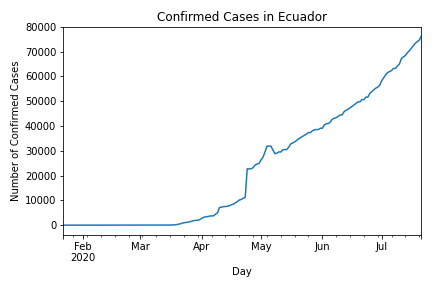 Confirmed Cases in Ecuador
Number of Confirmed Cases
80000
70000
60000
50000
40000
30000
20000
10000
0
Feb Mar Apr May Jun Jul
2020
Day